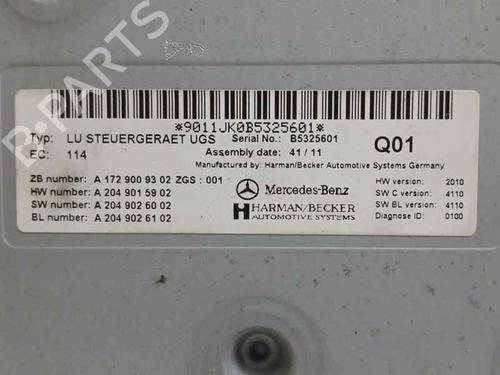 B-PARTS
*9011JK0B5325601*
Typ: LU STEUERGERAET UGS Serial No.: B5325601 Q01
EC: 114 Assembly date: 41 / 11
Manufactured by: Harman/Becker Automotive Systems Germany
ZB number: A 172 900 93 02 ZGS : 001 Mercedes-Benz HW version: 2010
HW number: A 204 901 59 02 SW C version: 4110
SW number: A 204 902 60 02 HARMAN/BECKER SW BL version: 4110
BL number: A 204 902 61 02 AUTOMOTIVE SYSTEMS Diagnose ID: 0100